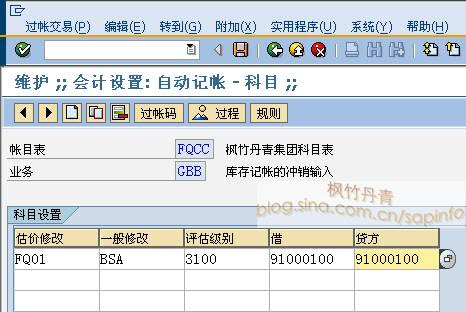 过帐交易(P) 编辑(E) 转到(G) 附加(X) 实用程序(U) 系统(Y) 帮助(H)
维护 ;; 会计设置: 自动记帐 - 科目 ;;
过帐码 过程 规则
帐目表 FQCC 枫竹丹青集团科目表
业务 GBB 库存记帐的冲销输入
枫竹丹青
blog.sina.com.cn/sapinfo
科目设置
估价修改 一般修改 评估级别 借 贷方
FQ01 BSA 3100 91000100 91000100